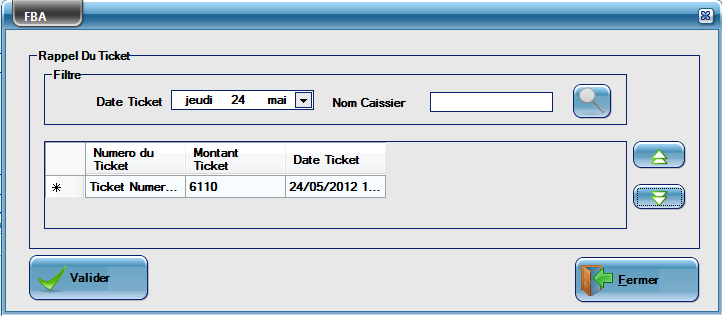 FBA
Rappel Du Ticket
Filtre
Date Ticket jeudi 24 mai Nom Caissier
Numero du Ticket Montant Ticket Date Ticket
Ticket Numer... 6110 24/05/2012 1...
Valider Fermer